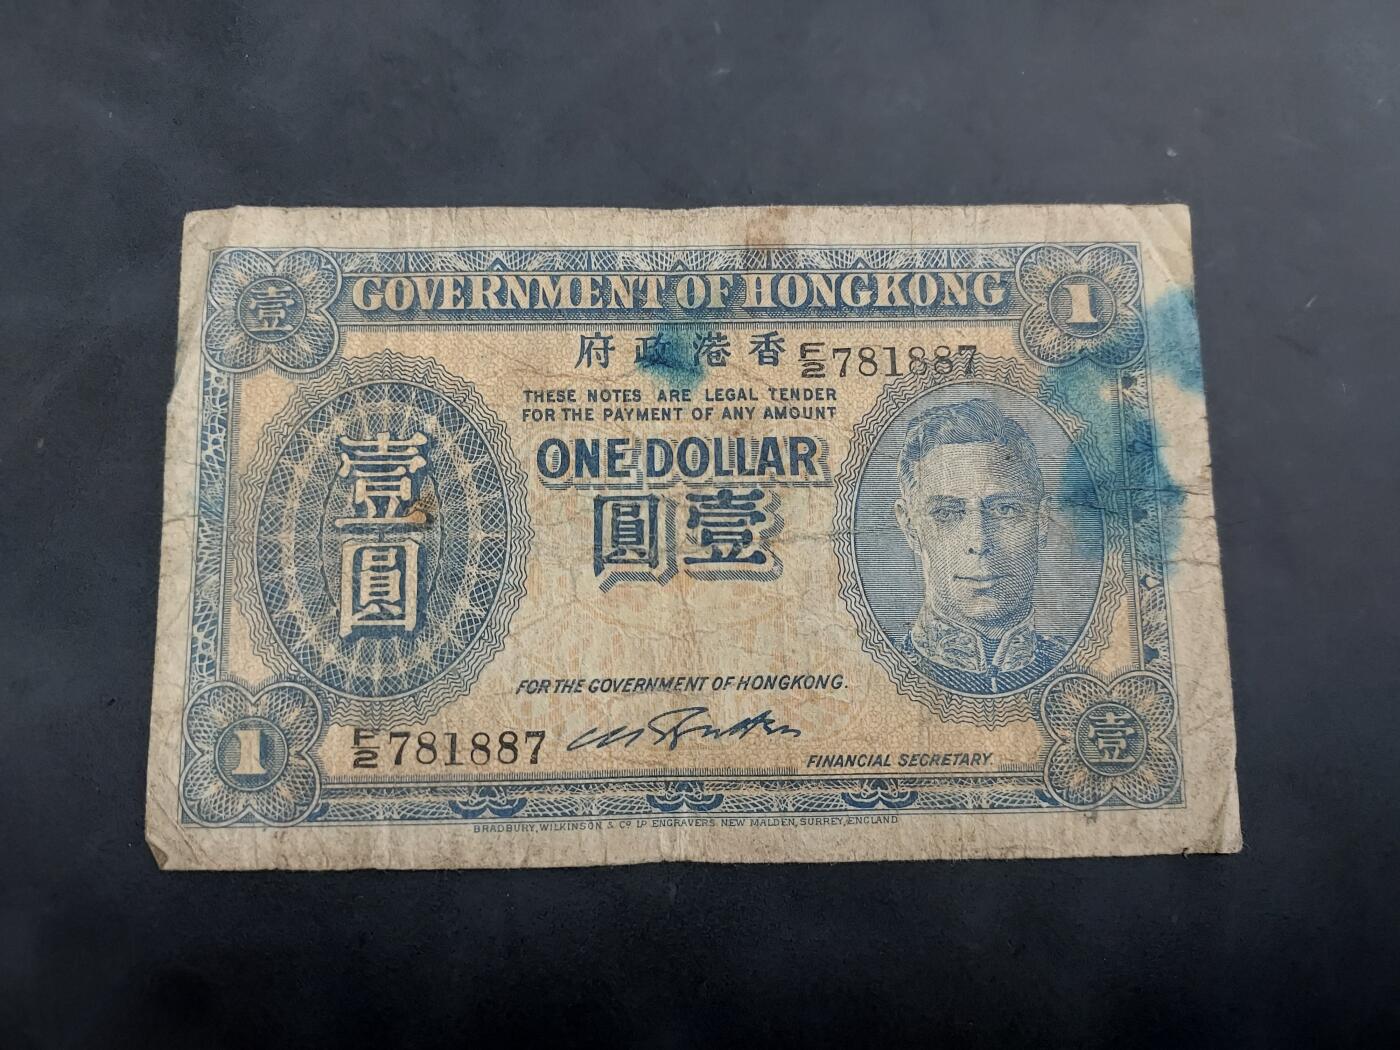 壹 GOVERNMENT OF HONGKONG 1
府政港香 F/2 781887
THESE NOTES ARE LEGAL TENDER
FOR THE PAYMENT OF ANY AMOUNT
ONE DOLLAR
圓壹
壹圓
FOR THE GOVERNMENT OF HONGKONG.
1 F/2 781887 FINANCIAL SECRETARY. 壹
BRADBURY, WILKINSON & Cº Lᴰ ENGRAVERS NEW MALDEN, SURREY, ENGLAND